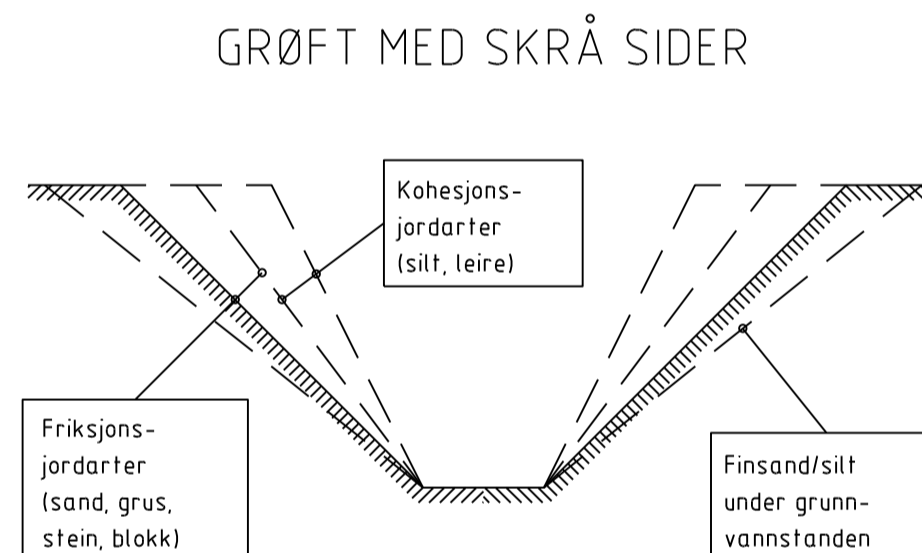 GRØFT MED SKRÅ SIDER
Kohesjons-
jordarter
(silt, leire)
Friksjons-
jordarter
(sand, grus,
stein, blokk)
Finsand/silt
under grunn-
vannstanden